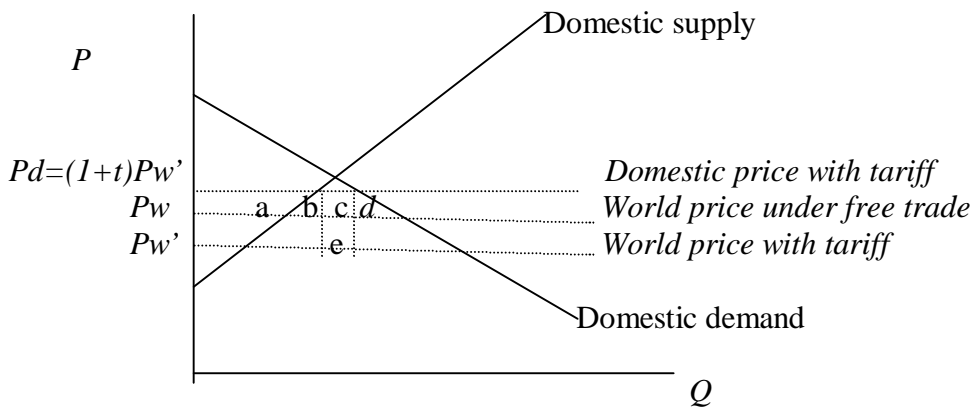 Domestic supply
P
Pd=(1+t)Pw’ Domestic price with tariff
Pw a b c d World price under free trade
Pw’ e World price with tariff
Domestic demand
Q